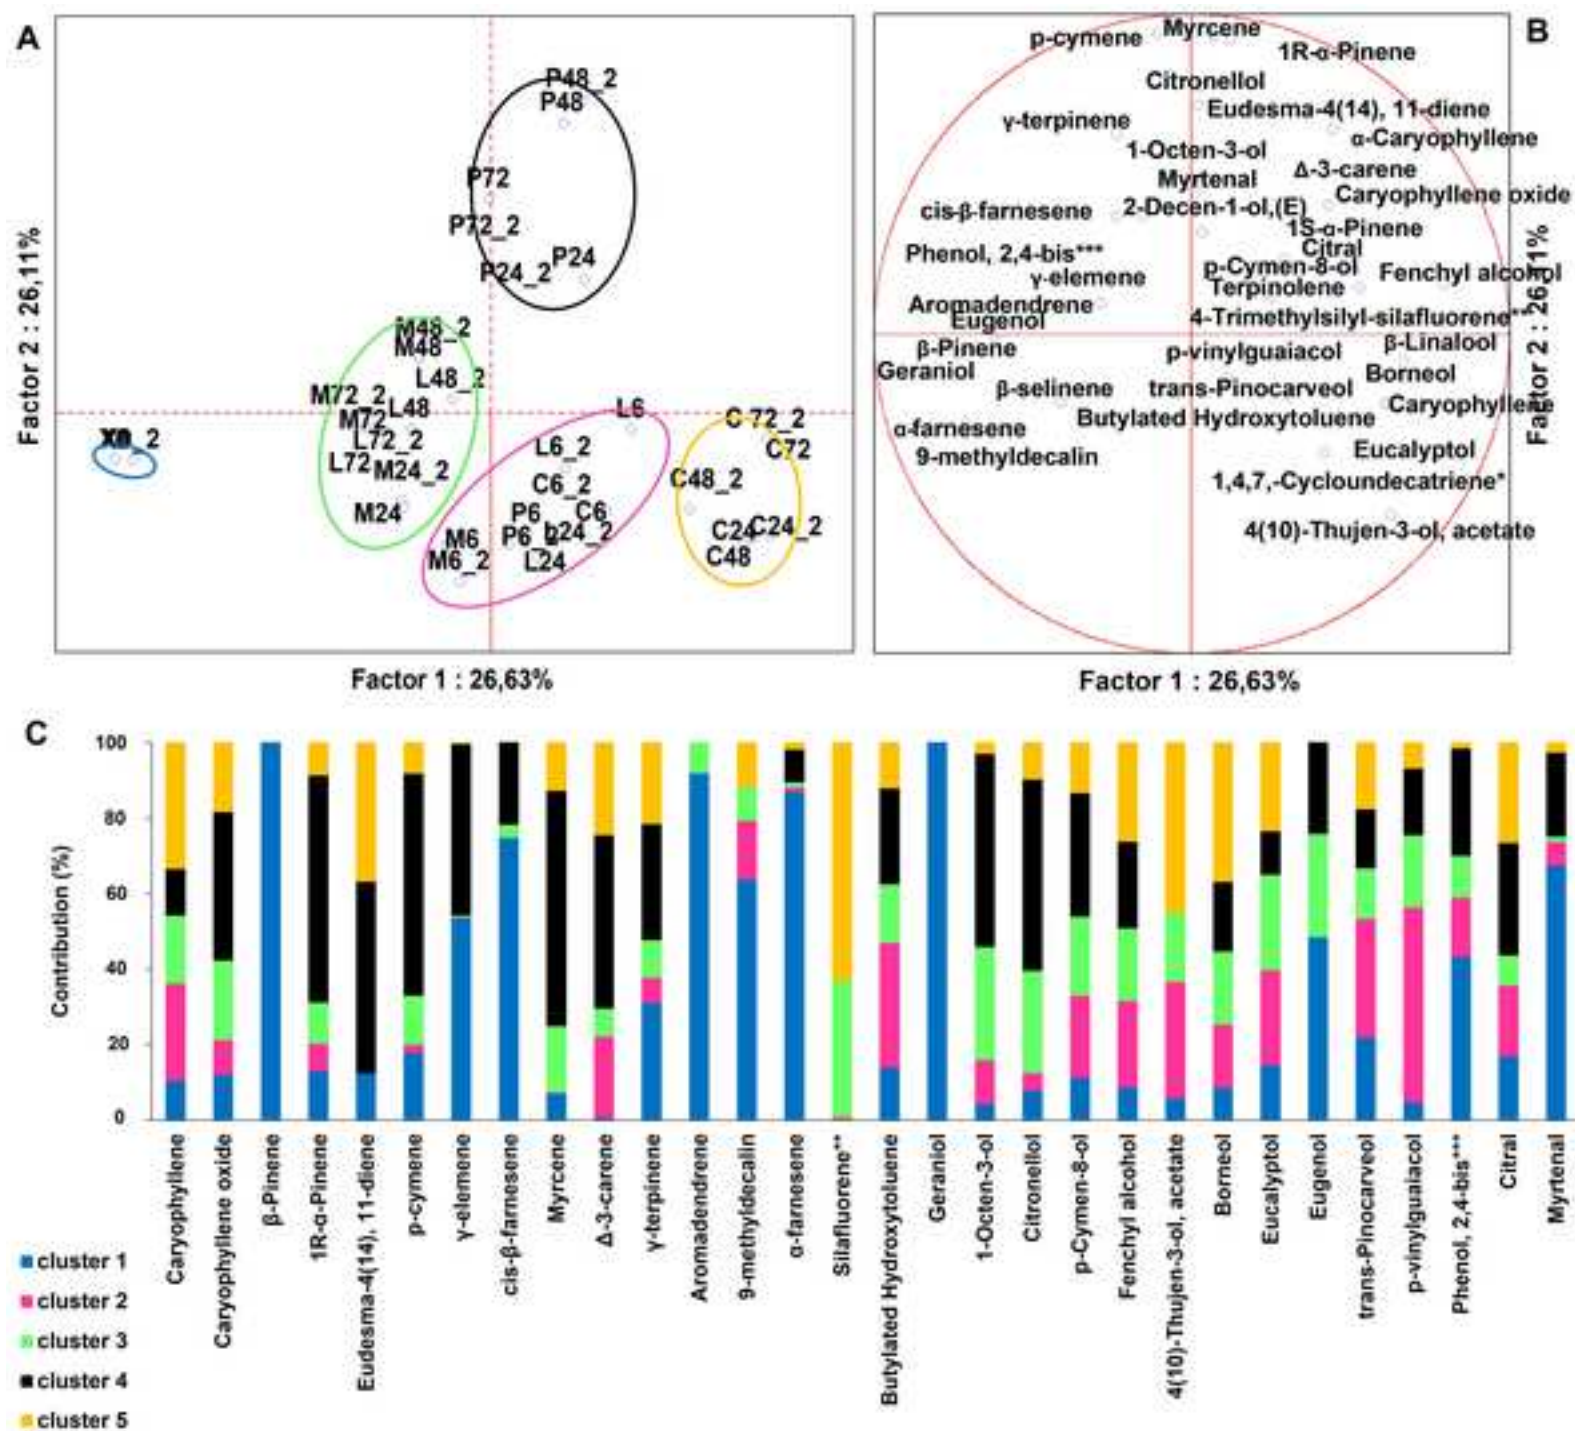 A
P48_2
P48
P72
P72_2
P24
P24_2
M48_2
M48
L48_2
M72_2
L48
M72
L72_2
L72
M24_2
M24
L6
L6_2
C6_2
P6
C6
P6_2
L24_2
M6
M6_2
L24
C 72_2
C72
C48_2
C24
C24_2
C48
Factor 2 : 26,11%
Factor 1 : 26,63%
B
p-cymene
Myrcene
1R-α-Pinene
Citronellol
Eudesma-4(14), 11-diene
γ-terpinene
α-Caryophyllene
1-Octen-3-ol
Δ-3-carene
Myrtenal
Caryophyllene oxide
cis-β-farnesene
2-Decen-1-ol,(E)
1S-α-Pinene
Citral
Phenol, 2,4-bis***
p-Cymen-8-ol
Fenchyl alcohol
γ-elemene
Terpinolene
Aromadendrene
Eugenol
4-Trimethylsilyl-silafluorene**
β-Pinene
p-vinylguaiacol
β-Linalool
Geraniol
Borneol
β-selinene
trans-Pinocarveol
Caryophyllene
Butylated Hydroxytoluene
α-farnesene
Eucalyptol
9-methyldecalin
1,4,7,-Cycloundecatriene*
4(10)-Thujen-3-ol, acetate
Factor 2 : 26,11%
Factor 1 : 26,63%
C
Contribution (%)
100
80
60
40
20
0
Caryophyllene
Caryophyllene oxide
β-Pinene
1R-α-Pinene
Eudesma-4(14), 11-diene
p-cymene
γ-elemene
cis-β-farnesene
Myrcene
Δ-3-carene
γ-terpinene
Aromadendrene
9-methyldecalin
α-farnesene
Silafluorene**
Butylated Hydroxytoluene
Geraniol
1-Octen-3-ol
Citronellol
p-Cymen-8-ol
Fenchyl alcohol
4(10)-Thujen-3-ol, acetate
Borneol
Eucalyptol
Eugenol
trans-Pinocarveol
p-vinylguaiacol
Phenol, 2,4-bis***
Citral
Myrtenal
cluster 1
cluster 2
cluster 3
cluster 4
cluster 5